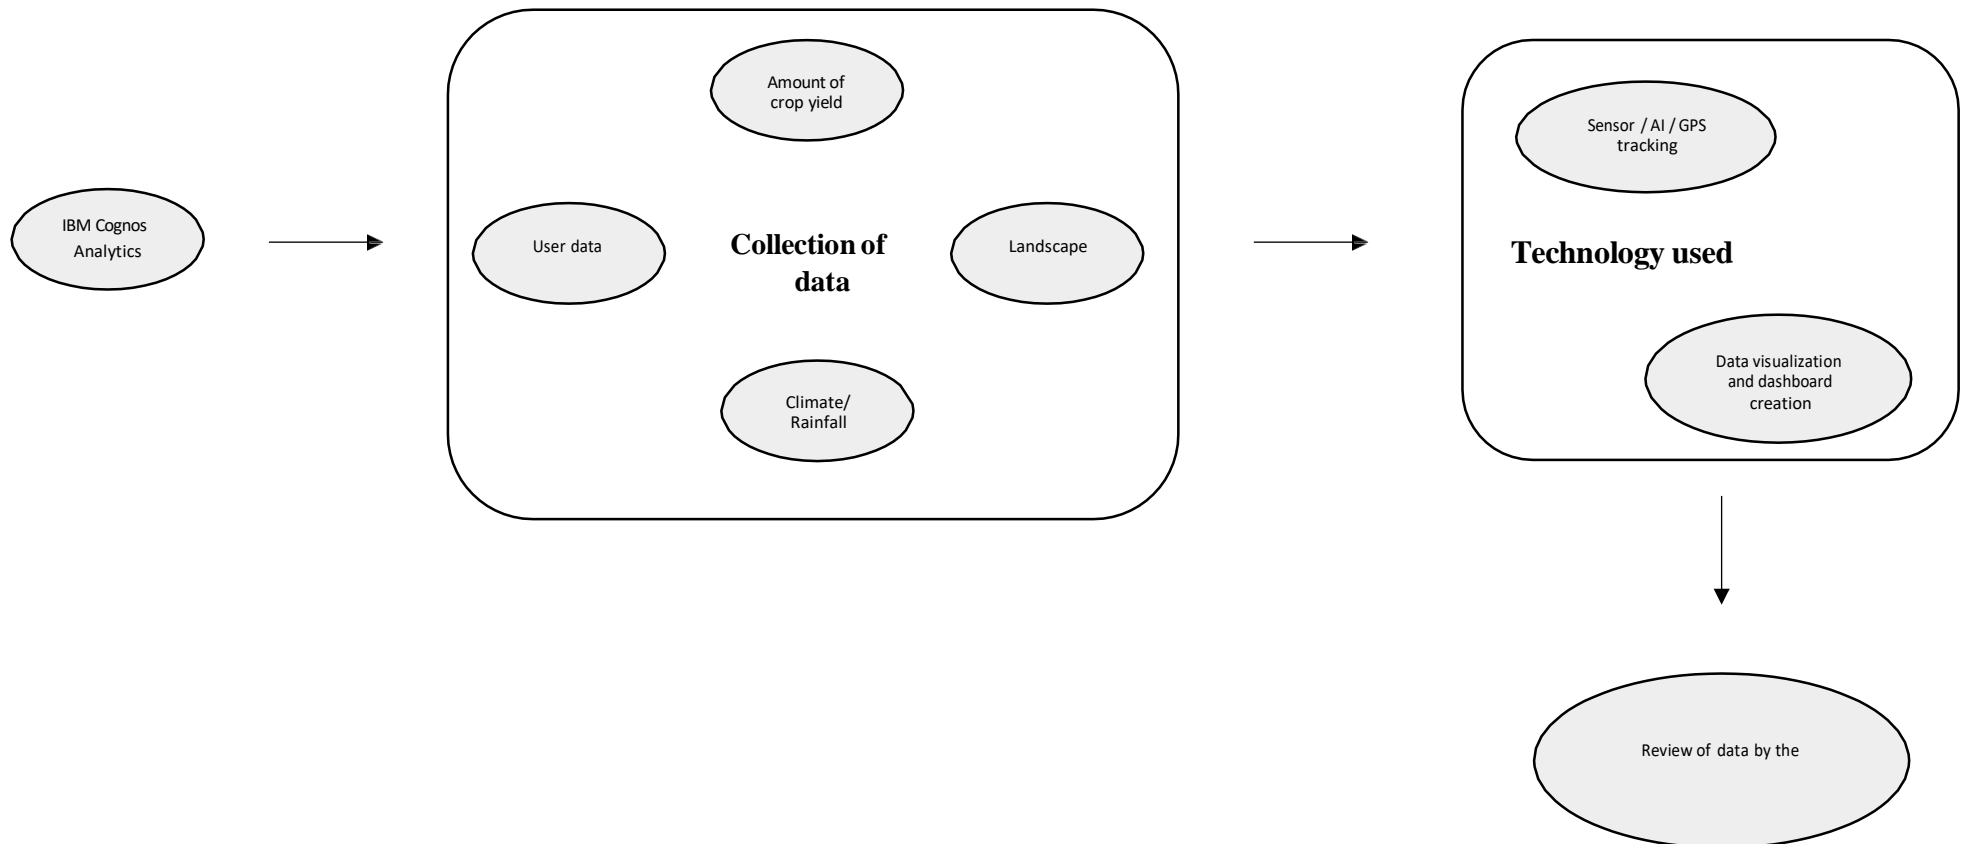 IBM Cognos
Analytics
Amount of
crop yield
User data
Collection of
data
Landscape
Climate/
Rainfall
Sensor / AI / GPS
tracking
Technology used
Data visualization
and dashboard
creation
Review of data by the